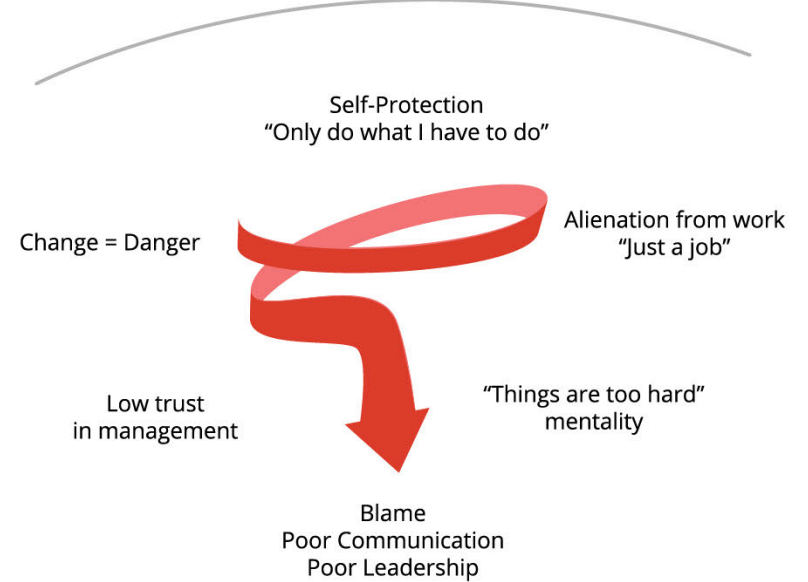 Self-Protection
“Only do what I have to do”
Change = Danger
Alienation from work
“Just a job”
Low trust
in management
“Things are too hard”
mentality
Blame
Poor Communication
Poor Leadership